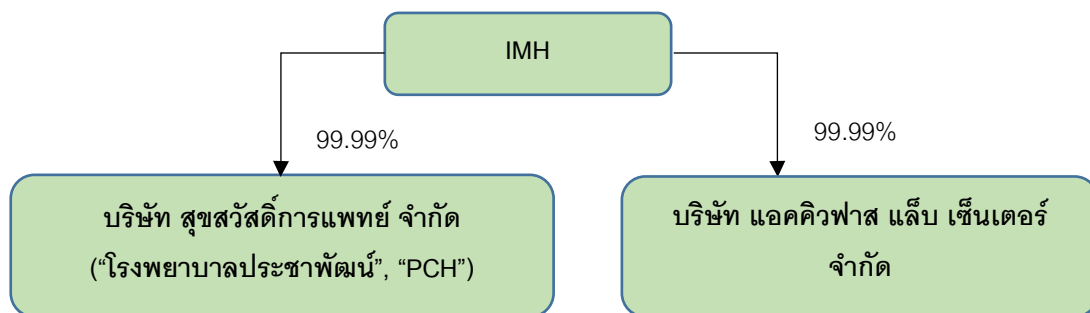 IMH
99.99%
99.99%
บริษัท สุขสวัสดิ์การแพทย์ จำกัด
(“โรงพยาบาลประชาพัฒน์”, “PCH”)
บริษัท แอคคิวฟาส แล็บ เซ็นเตอร์
จำกัด